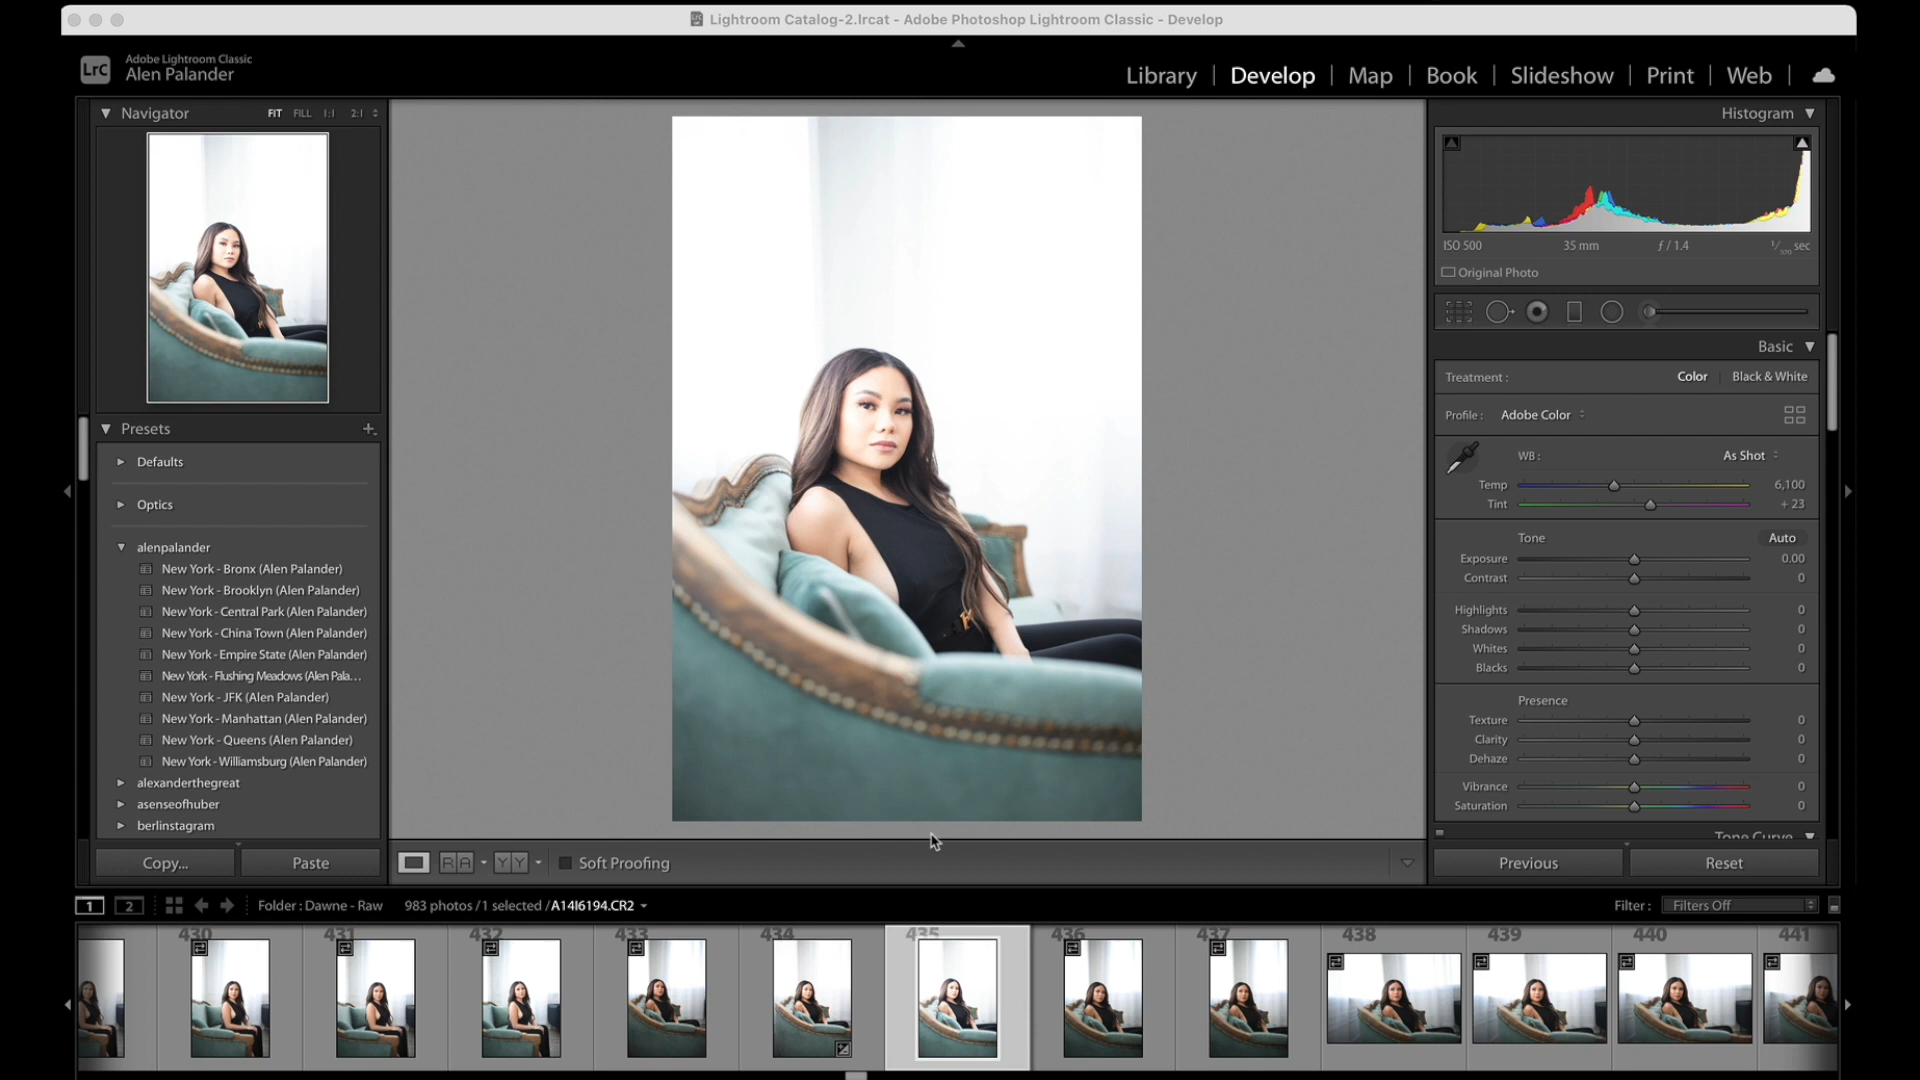 Lightroom Catalog-2.lrcat - Adobe Photoshop Lightroom Classic - Develop
LrC
Adobe Lightroom Classic
Alen Palander
Library | Develop | Map | Book | Slideshow | Print | Web |
Navigator FIT FILL 1:1 2:1
Presets
Defaults
Optics
alenpalander
New York - Bronx (Alen Palander)
New York - Brooklyn (Alen Palander)
New York - Central Park (Alen Palander)
New York - China Town (Alen Palander)
New York - Empire State (Alen Palander)
New York - Flushing Meadows (Alen Pala...
New York - JFK (Alen Palander)
New York - Manhattan (Alen Palander)
New York - Queens (Alen Palander)
New York - Williamsburg (Alen Palander)
alexanderthegreat
asenseofhuber
berlinstagram
Copy... Paste
R A Y Y Soft Proofing
Histogram
ISO 500 35 mm ƒ / 1.4 sec
Original Photo
Basic
Treatment : Color Black & White
Profile : Adobe Color
WB : As Shot
Temp 6,100
Tint + 23
Tone Auto
Exposure 0.00
Contrast 0
Highlights 0
Shadows 0
Whites 0
Blacks 0
Presence
Texture 0
Clarity 0
Dehaze 0
Vibrance 0
Saturation 0
Tone Curve
Previous Reset
1 2 Folder : Dawne - Raw 983 photos / 1 selected / A14I6194.CR2 Filter : Filters Off
430 431 432 433 434 435 436 437 438 439 440 441